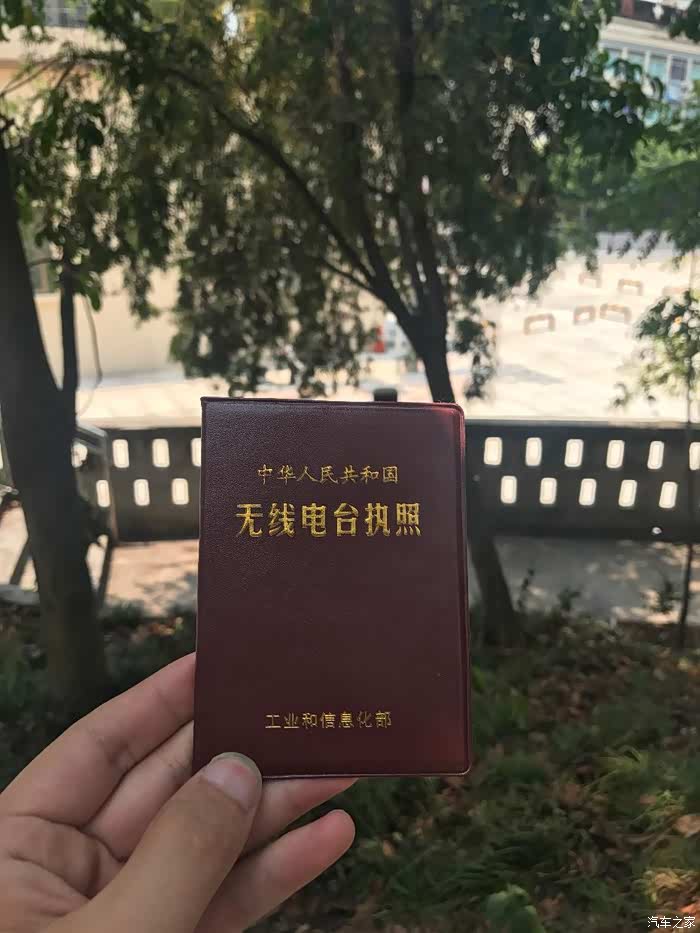 中华人民共和国
无线电台执照
工业和信息化部
汽车之家